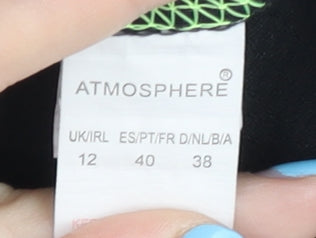 ATMOSPHERE®
UK/IRL ES/PT/FR D/NL/B/A
12 40 38